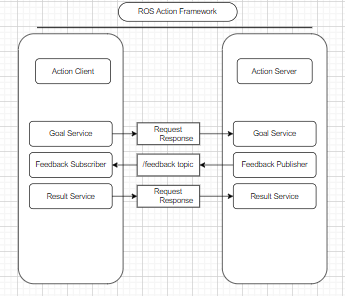 ROS Action Framework
Action Client
Action Server
Goal Service
Request
Response
Goal Service
Feedback Subscriber
/feedback topic
Feedback Publisher
Result Service
Request
Response
Result Service